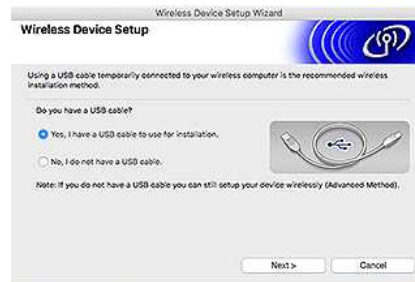 Wireless Device Setup Wizard
Wireless Device Setup
Using a USB cable temporarily connected to your wireless computer is the recommended wireless
installation method.
Do you have a USB cable?
Yes, I have a USB cable to use for installation.
No, I do not have a USB cable.
Note: If you do not have a USB cable you can still setup your device wirelessly (Advanced Method).
Next >
Cancel